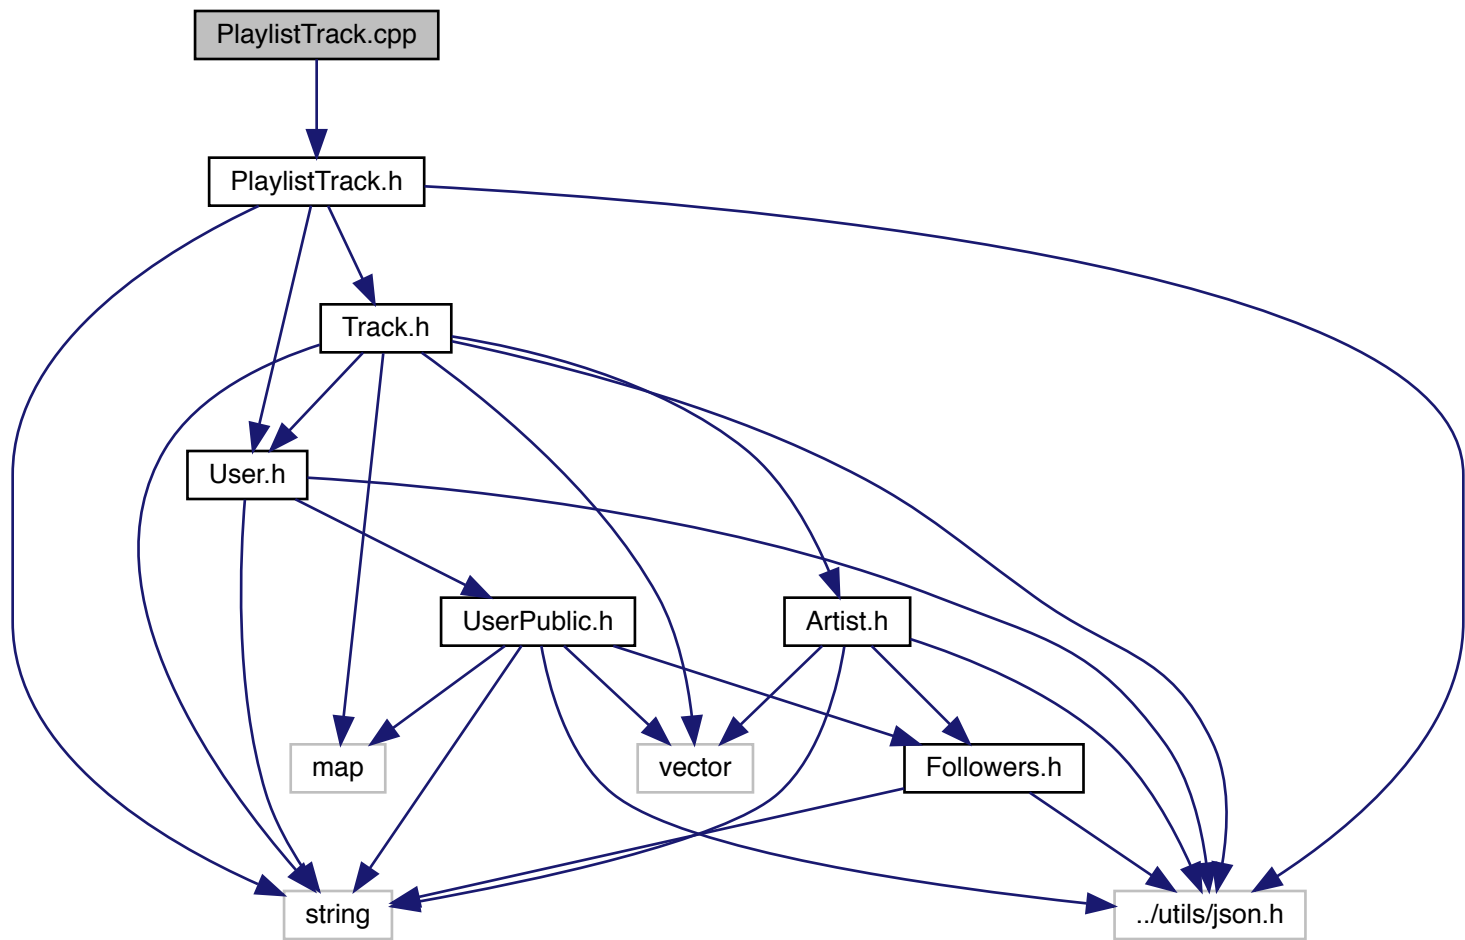 PlaylistTrack.cpp
PlaylistTrack.h
Track.h
User.h
UserPublic.h
Artist.h
map
vector
Followers.h
string
../utils/json.h